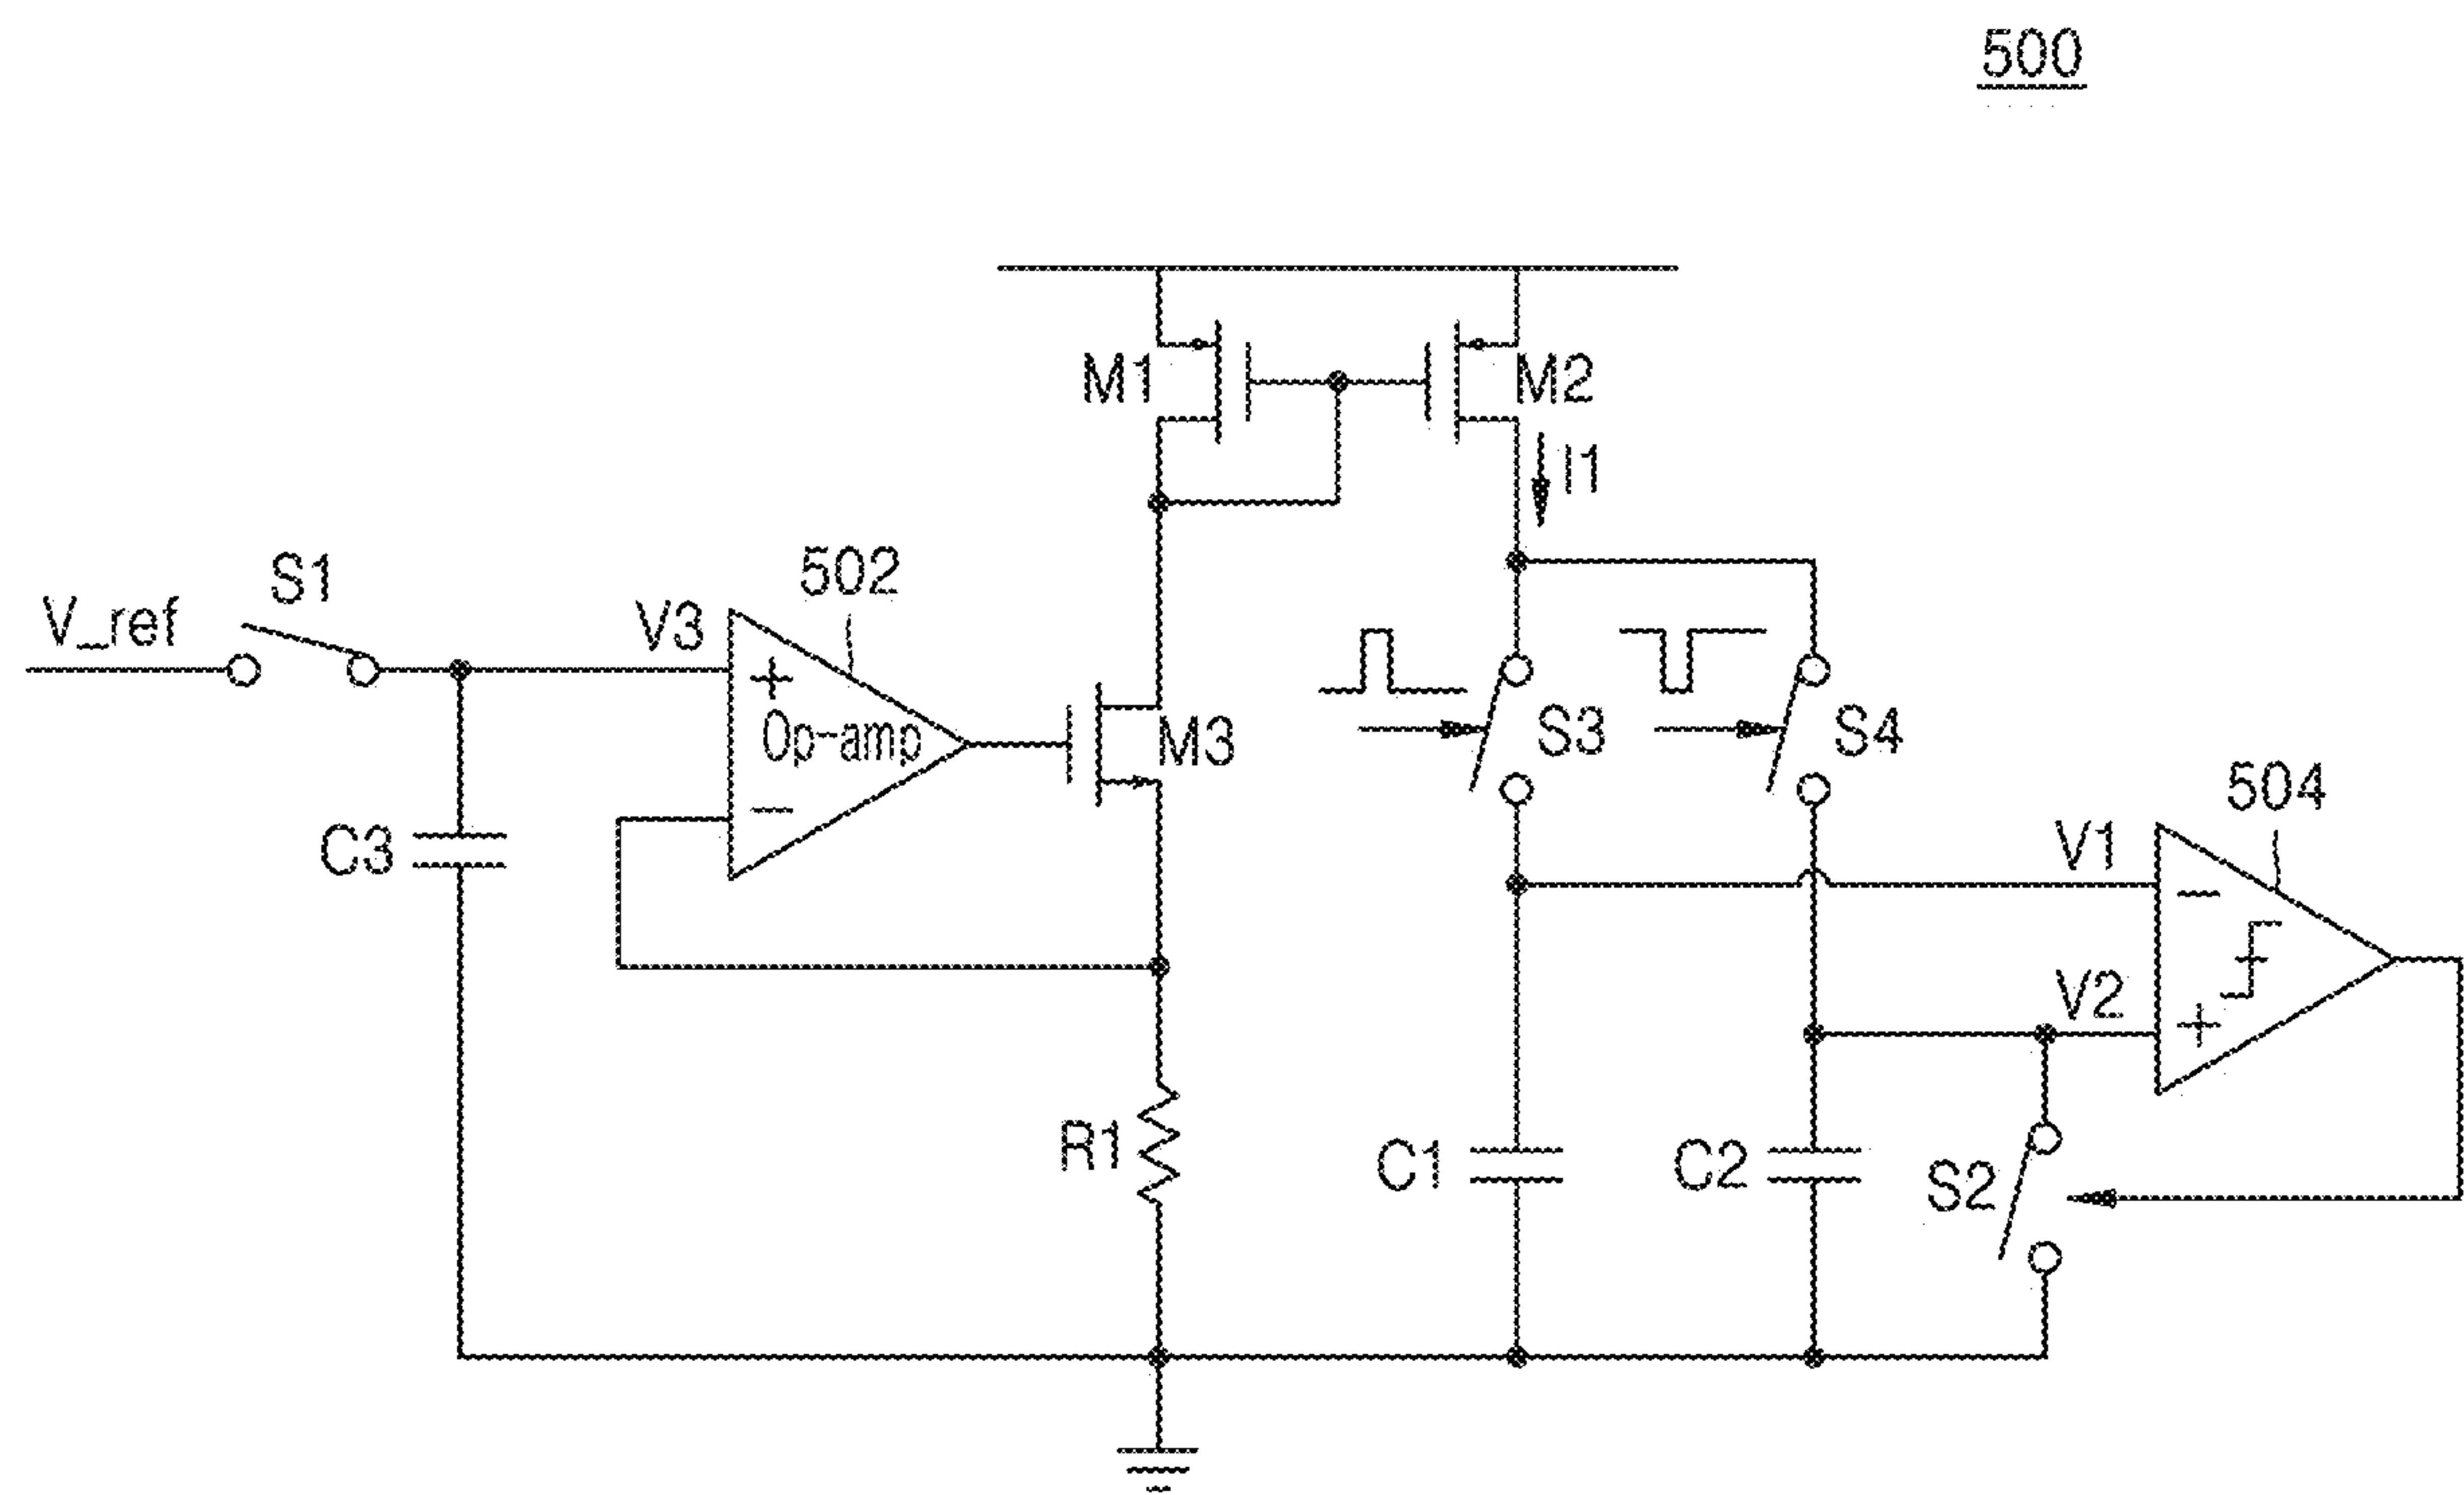 500
M1
M2
I1
S1
502
V_ref
V3
+
Op-amp
−
M3
S3
S4
504
C3
V1
−
V2
+
R1
C1
C2
S2